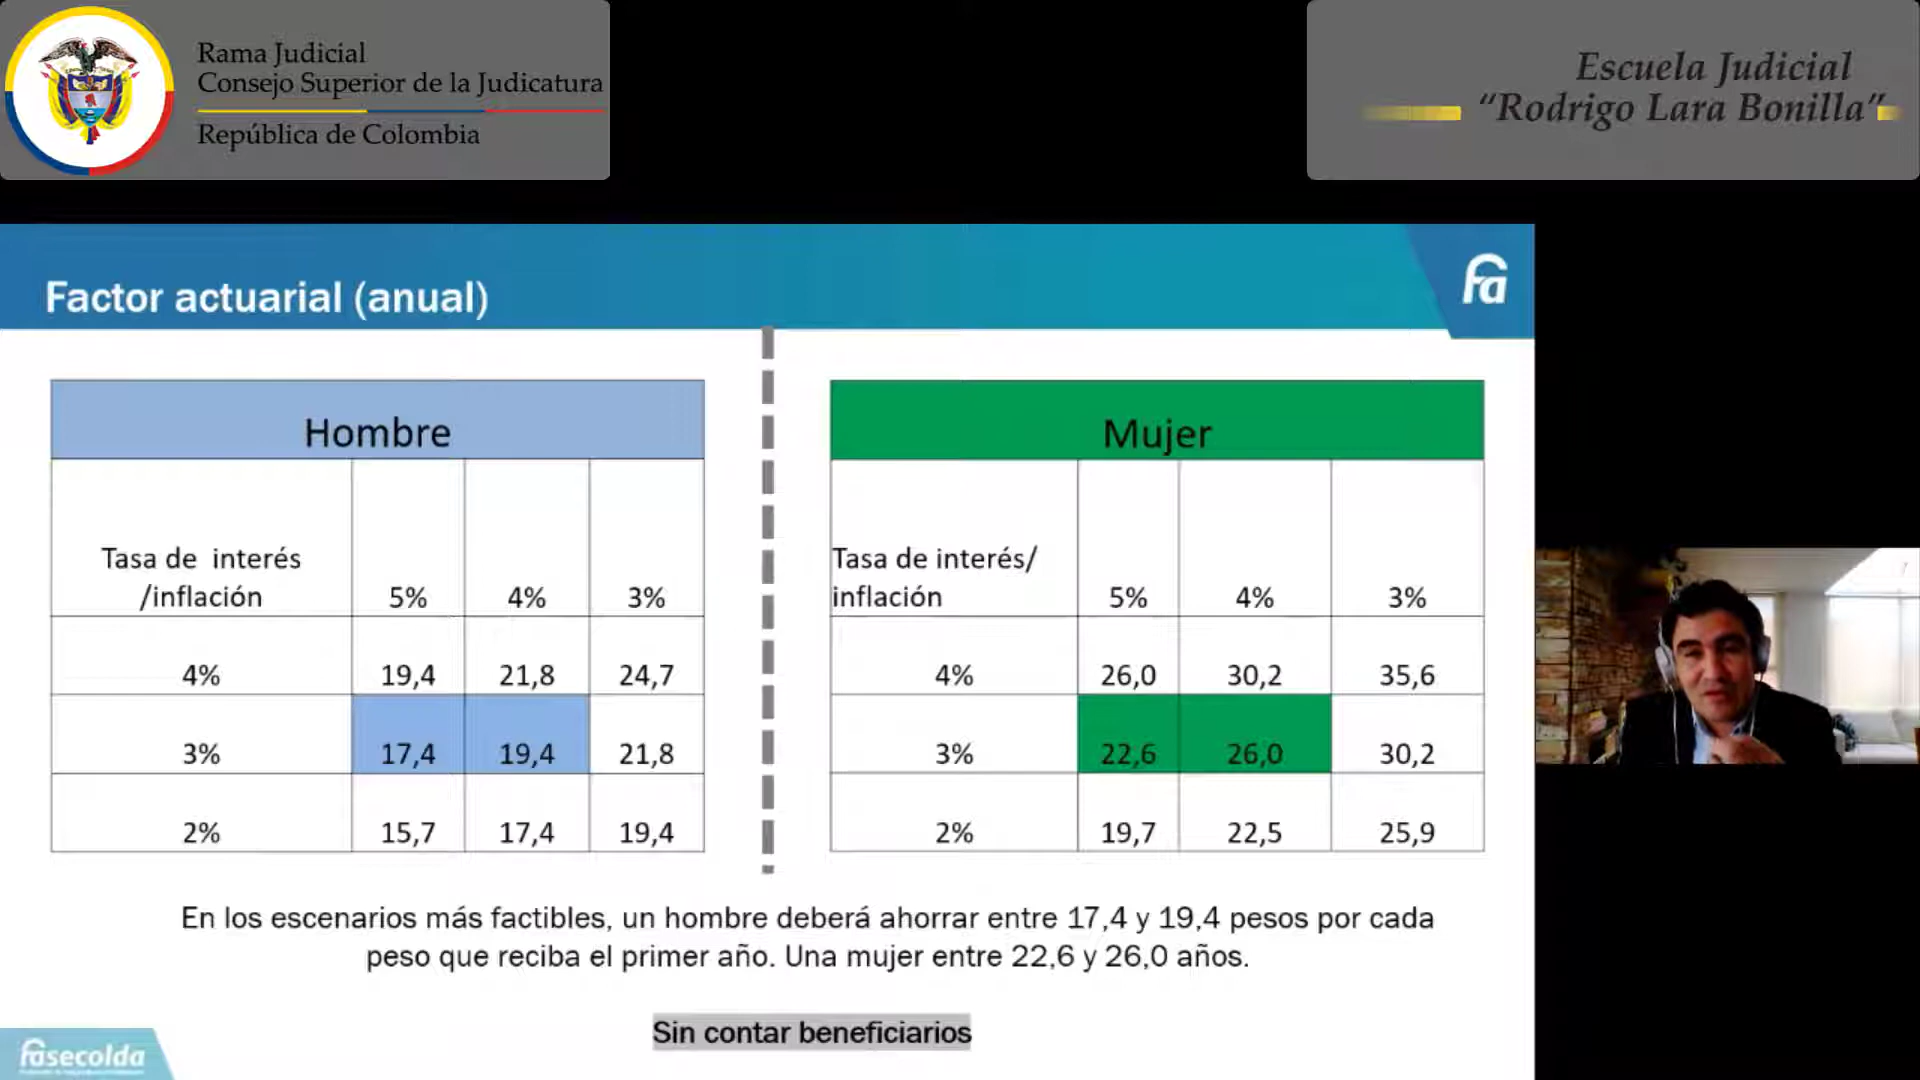 Rama Judicial
Consejo Superior de la Judicatura
República de Colombia
Escuela Judicial
“Rodrigo Lara Bonilla”
Factor actuarial (anual)
fa
Hombre
Tasa de interés
/inflación 5% 4% 3%
4% 19,4 21,8 24,7
3% 17,4 19,4 21,8
2% 15,7 17,4 19,4
Mujer
Tasa de interés/
inflación 5% 4% 3%
4% 26,0 30,2 35,6
3% 22,6 26,0 30,2
2% 19,7 22,5 25,9
En los escenarios más factibles, un hombre deberá ahorrar entre 17,4 y 19,4 pesos por cada
peso que reciba el primer año. Una mujer entre 22,6 y 26,0 años.
Sin contar beneficiarios
fasecolda